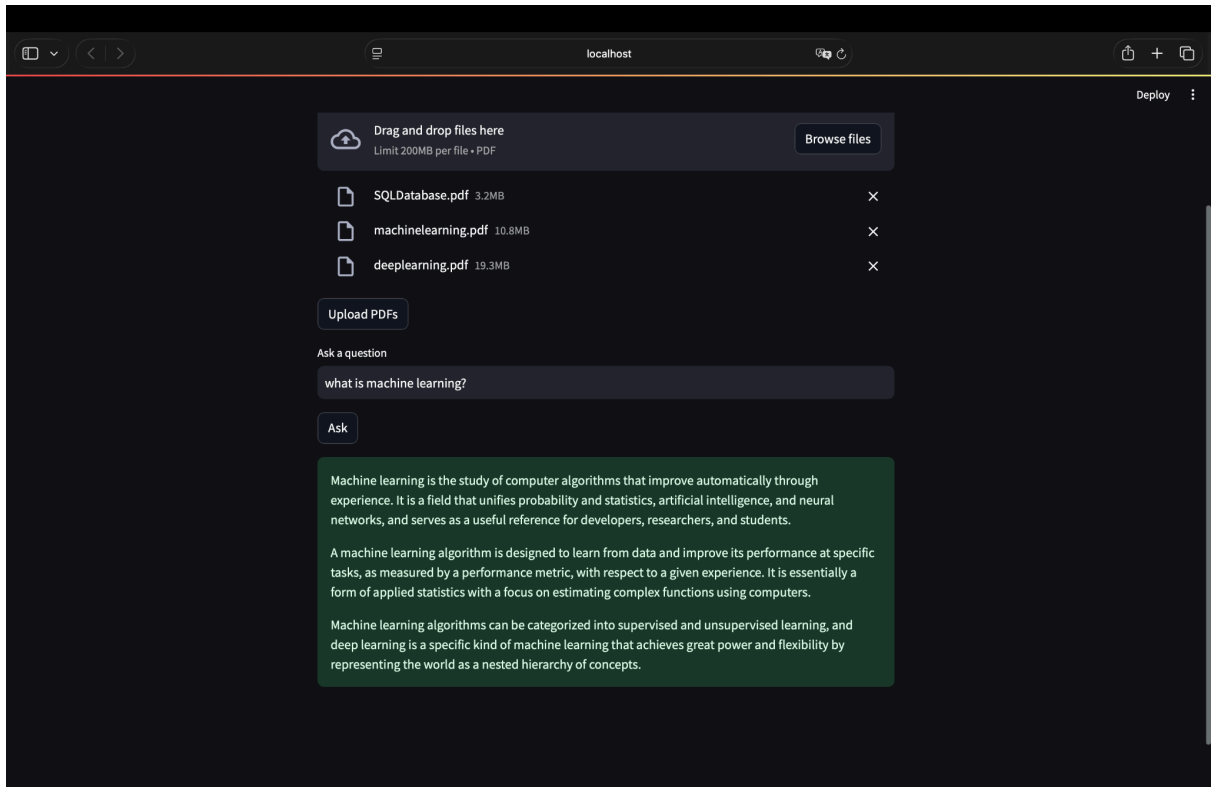 localhost
Deploy
Drag and drop files here
Limit 200MB per file • PDF
Browse files
SQLDatabase.pdf 3.2MB
machinelearning.pdf 10.8MB
deeplearning.pdf 19.3MB
Upload PDFs
Ask a question
what is machine learning?
Ask
Machine learning is the study of computer algorithms that improve automatically through
experience. It is a field that unifies probability and statistics, artificial intelligence, and neural
networks, and serves as a useful reference for developers, researchers, and students.
A machine learning algorithm is designed to learn from data and improve its performance at specific
tasks, as measured by a performance metric, with respect to a given experience. It is essentially a
form of applied statistics with a focus on estimating complex functions using computers.
Machine learning algorithms can be categorized into supervised and unsupervised learning, and
deep learning is a specific kind of machine learning that achieves great power and flexibility by
representing the world as a nested hierarchy of concepts.